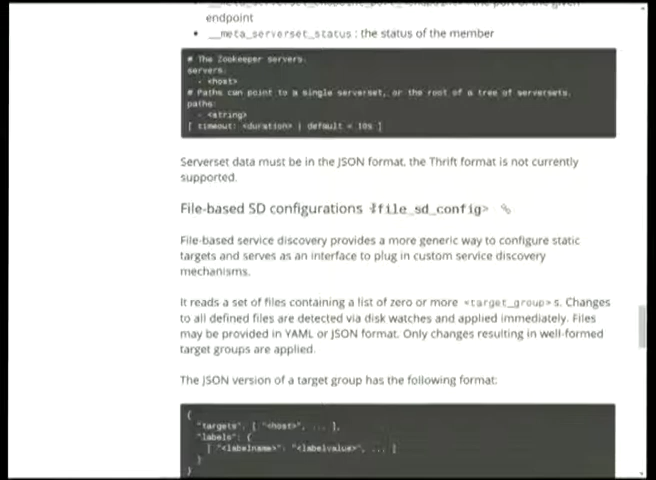 endpoint
• __meta_serverset_status : the status of the member
# The Zookeeper servers.
servers:
- <host>
# Paths can point to a single serverset, or the root of a tree of serversets.
paths:
- <string>
[ timeout: <duration> | default = 10s ]
Serverset data must be in the JSON format, the Thrift format is not currently
supported.
File-based SD configurations <file_sd_config>
File-based service discovery provides a more generic way to configure static
targets and serves as an interface to plug in custom service discovery
mechanisms.
It reads a set of files containing a list of zero or more <target_group>s. Changes
to all defined files are detected via disk watches and applied immediately. Files
may be provided in YAML or JSON format. Only changes resulting in well-formed
target groups are applied.
The JSON version of a target group has the following format:
{
"targets": [ "<host>", ... ],
"labels": {
[ "<labelname>": "<labelvalue>", ... ]
}
}